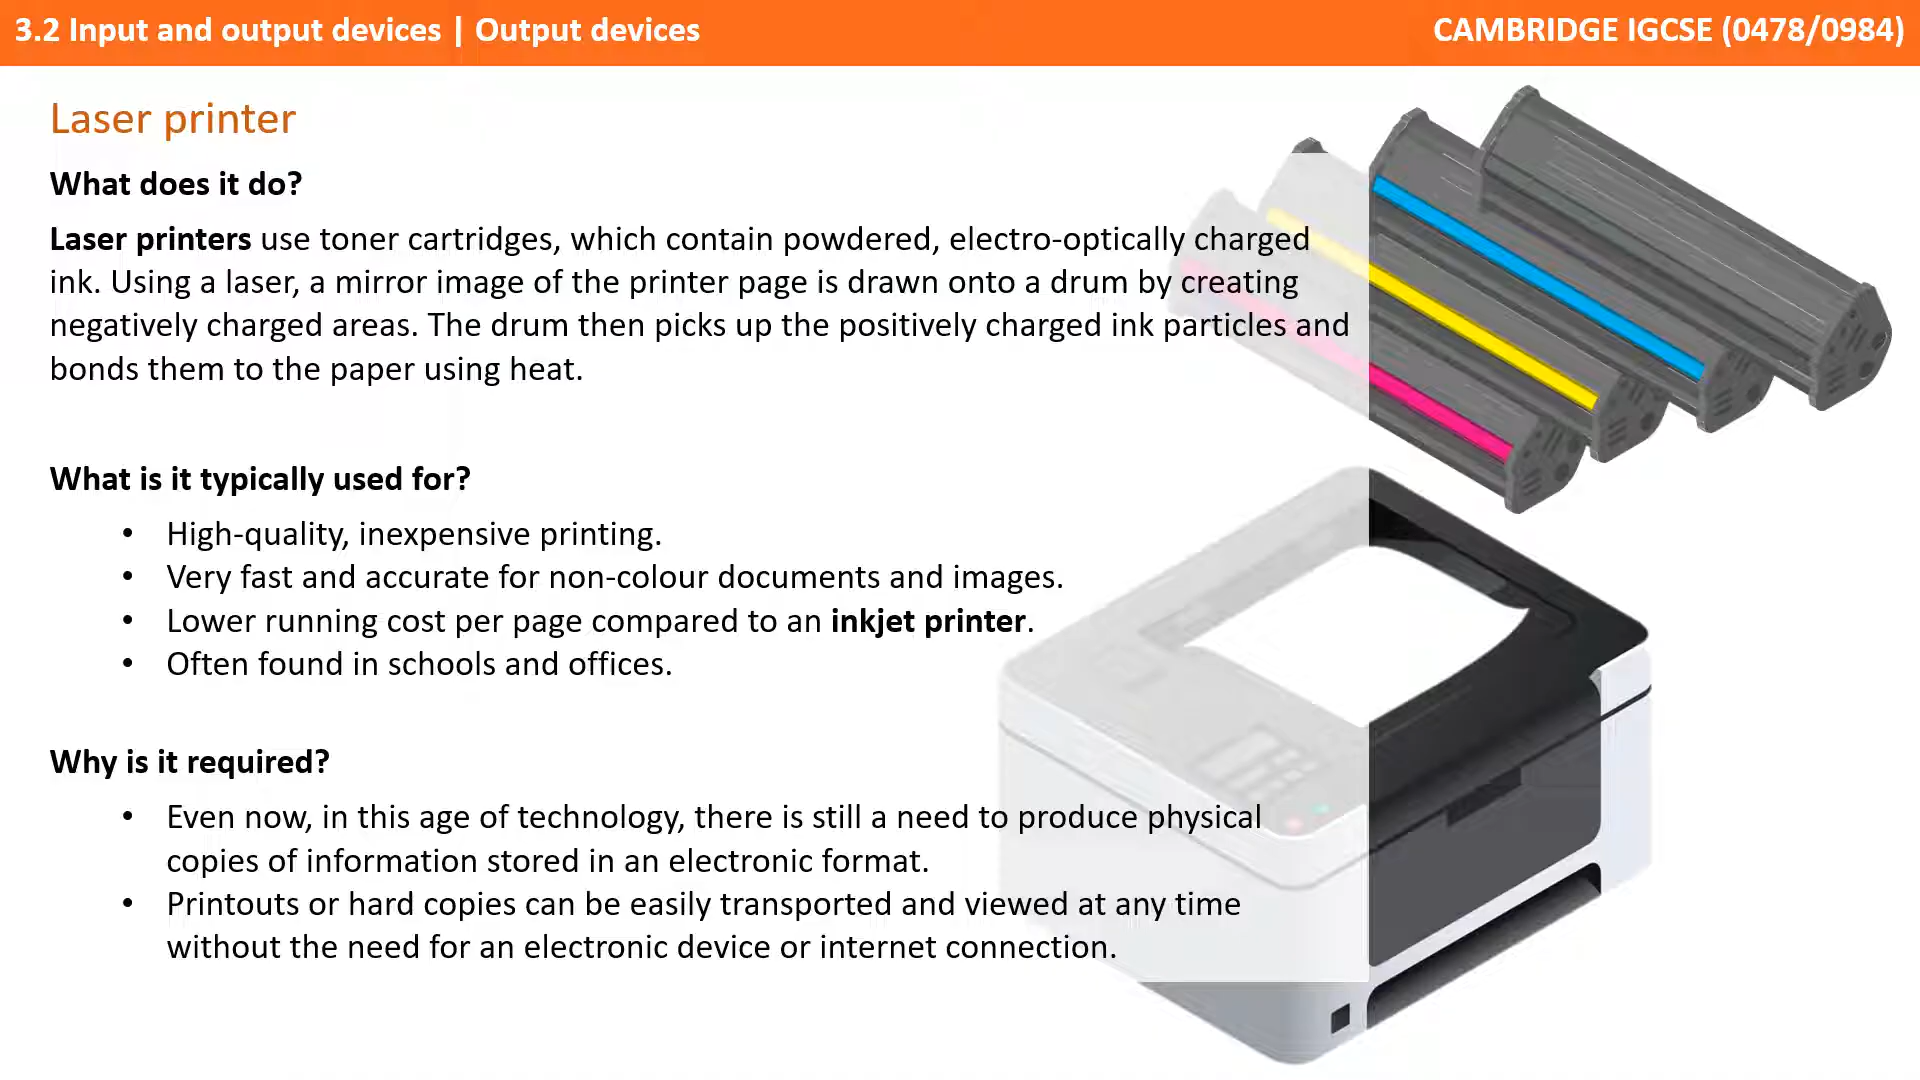 3.2 Input and output devices | Output devices
CAMBRIDGE IGCSE (0478/0984)
Laser printer
What does it do?
Laser printers use toner cartridges, which contain powdered, electro-optically charged
ink. Using a laser, a mirror image of the printer page is drawn onto a drum by creating
negatively charged areas. The drum then picks up the positively charged ink particles and
bonds them to the paper using heat.
What is it typically used for?
• High-quality, inexpensive printing.
• Very fast and accurate for non-colour documents and images.
• Lower running cost per page compared to an inkjet printer.
• Often found in schools and offices.
Why is it required?
• Even now, in this age of technology, there is still a need to produce physical
copies of information stored in an electronic format.
• Printouts or hard copies can be easily transported and viewed at any time
without the need for an electronic device or internet connection.